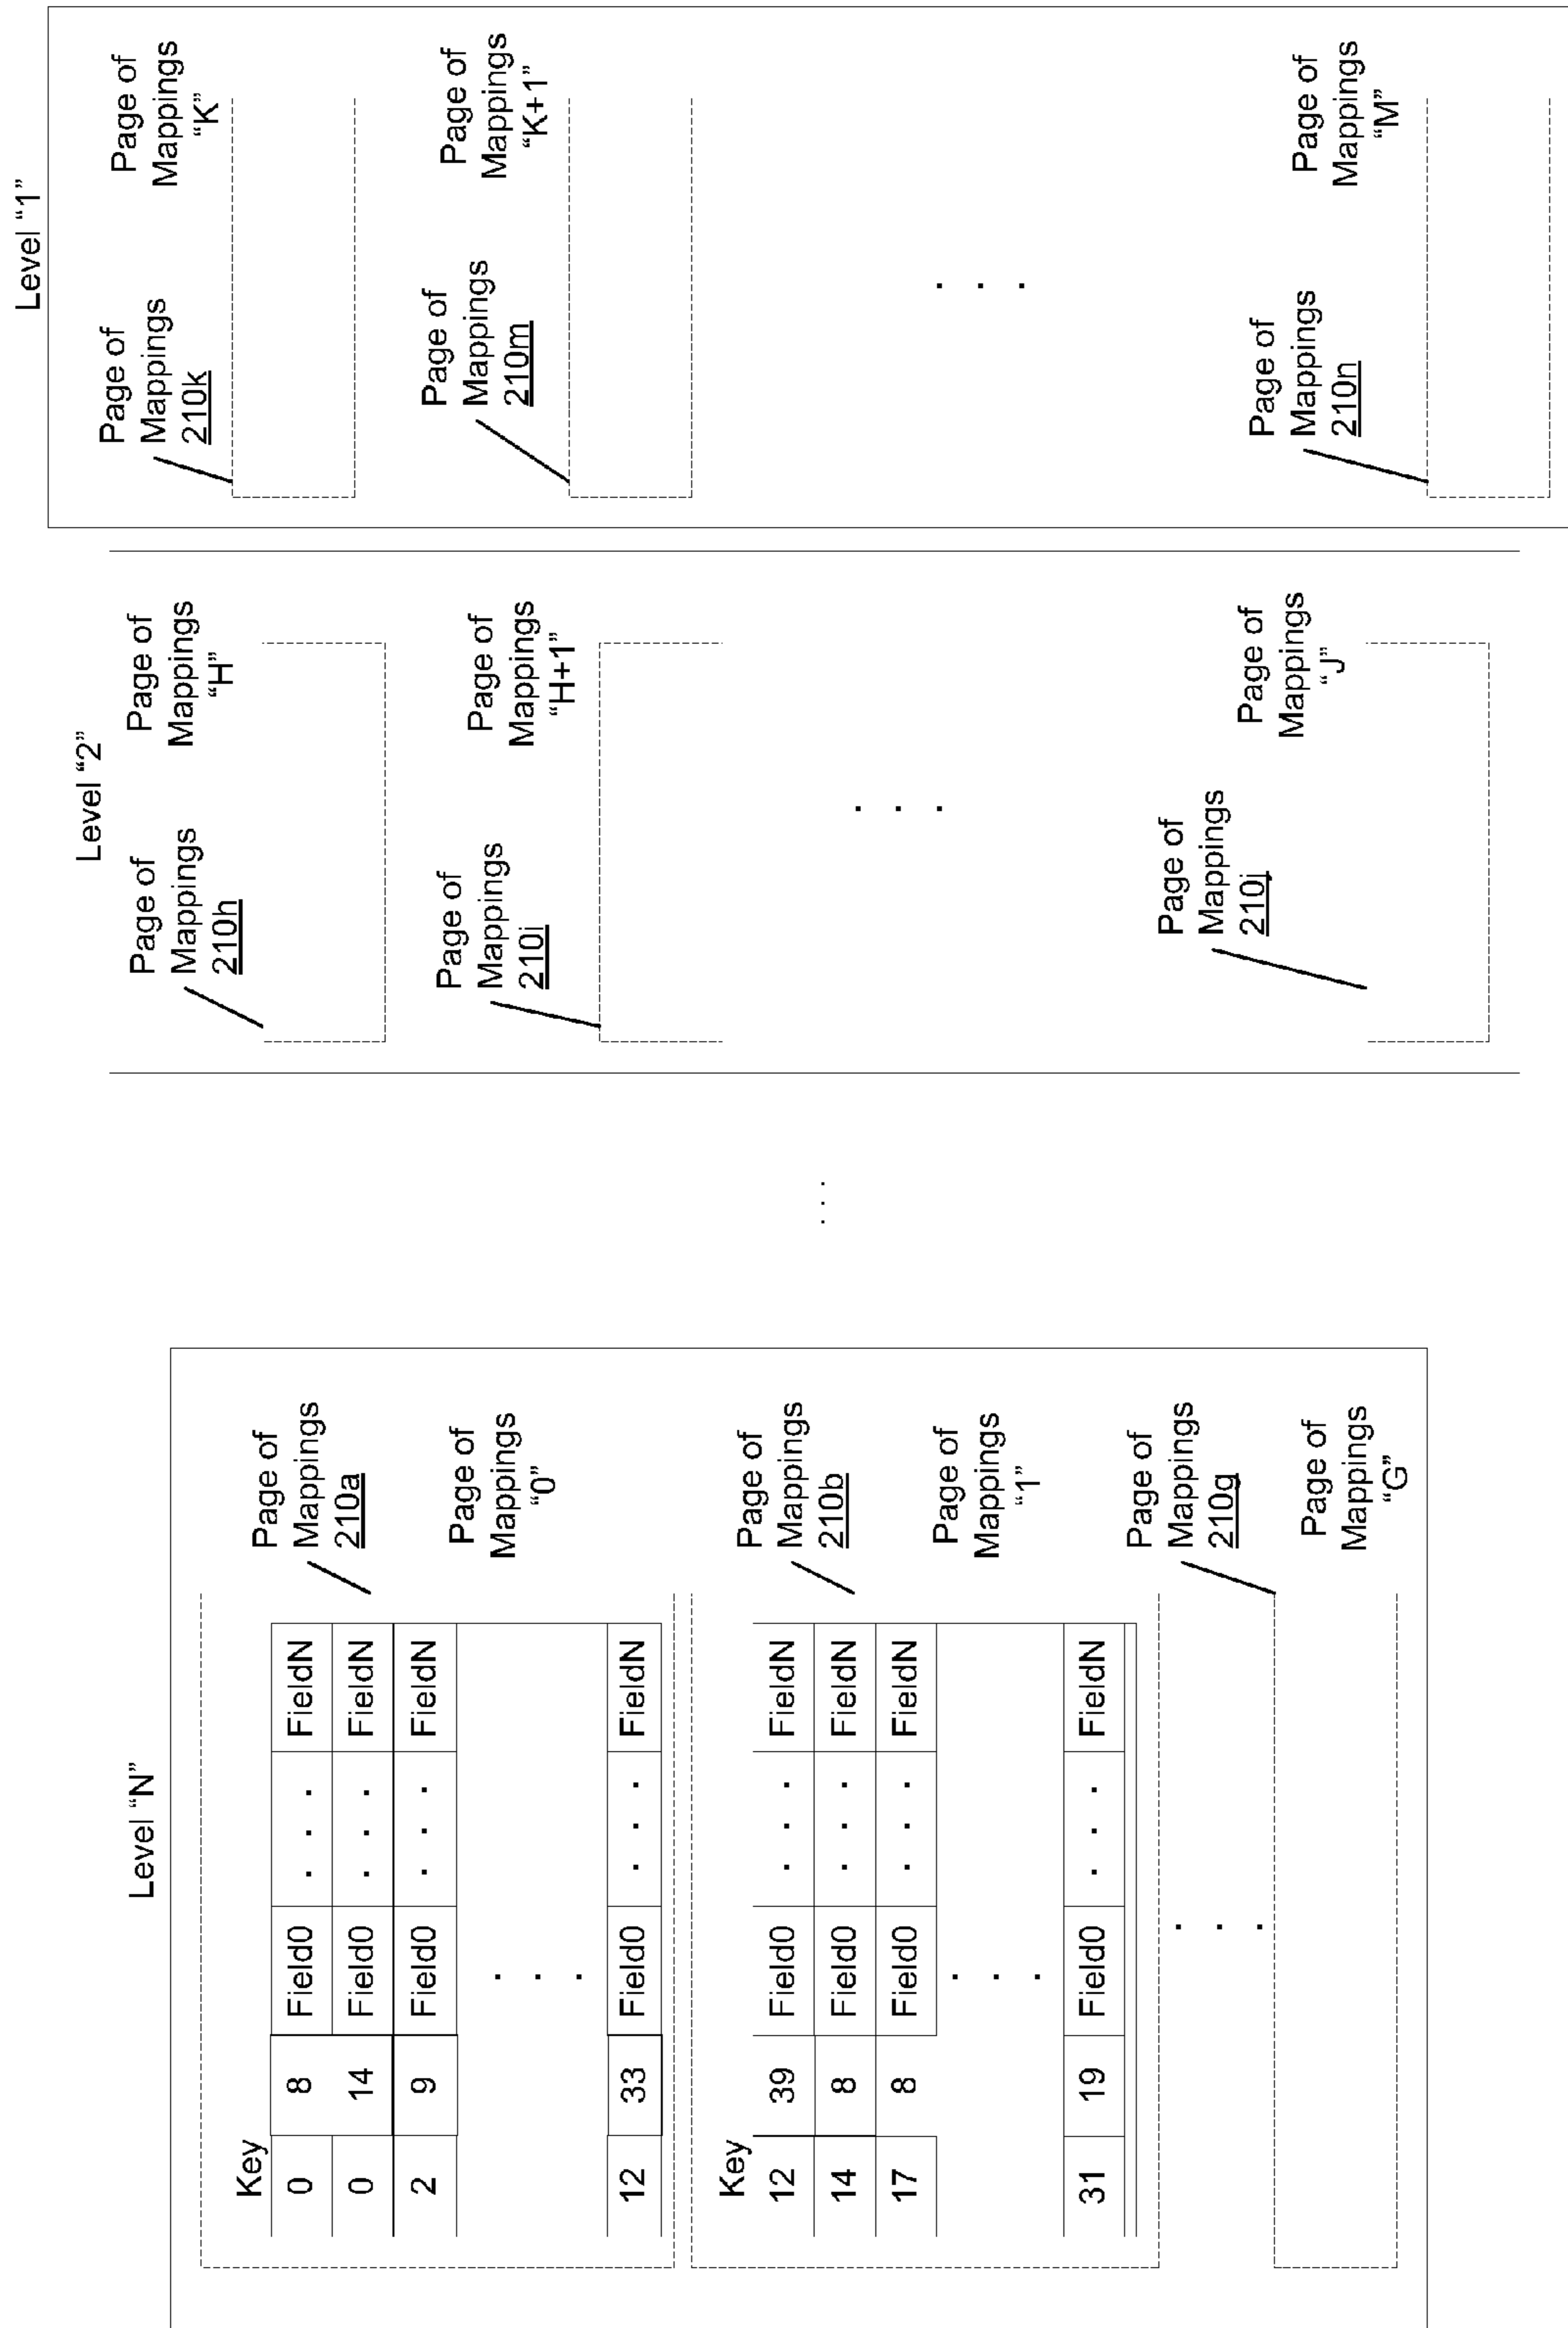 Level “N”
Key
0 8 Field0 . . . FieldN
0 14 Field0 . . . FieldN
2 9 Field0 . . . FieldN
. . .
12 33 Field0 . . . FieldN
Page of
Mappings
210a
Page of
Mappings
“0”
Key
12 39 Field0 . . . FieldN
14 8 Field0 . . . FieldN
17 8 Field0 . . . FieldN
. . .
31 19 Field0 . . . FieldN
Page of
Mappings
210b
Page of
Mappings
“1”
. . .
Page of
Mappings
210g
Page of
Mappings
“G”
. . .
Level “2”
Page of
Mappings
210h
Page of
Mappings
“H”
Page of
Mappings
210i
Page of
Mappings
“H+1”
. . .
Page of
Mappings
210j
Page of
Mappings
“J”
Level “1”
Page of
Mappings
210k
Page of
Mappings
“K”
Page of
Mappings
210m
Page of
Mappings
“K+1”
. . .
Page of
Mappings
210n
Page of
Mappings
“M”